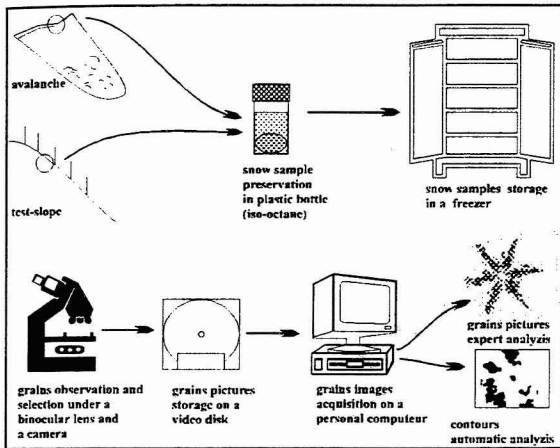 avalanche
test-slope
snow sample
preservation
in plastic bottle
(iso-octane)
snow samples storage
in a freezer
grains observation and
selection under a
binocular lens and
a camera
grains pictures
storage on a
video disk
grains images
acquisition on a
personal computeur
grains pictures
expert analyzis
contours
automatic analyzis